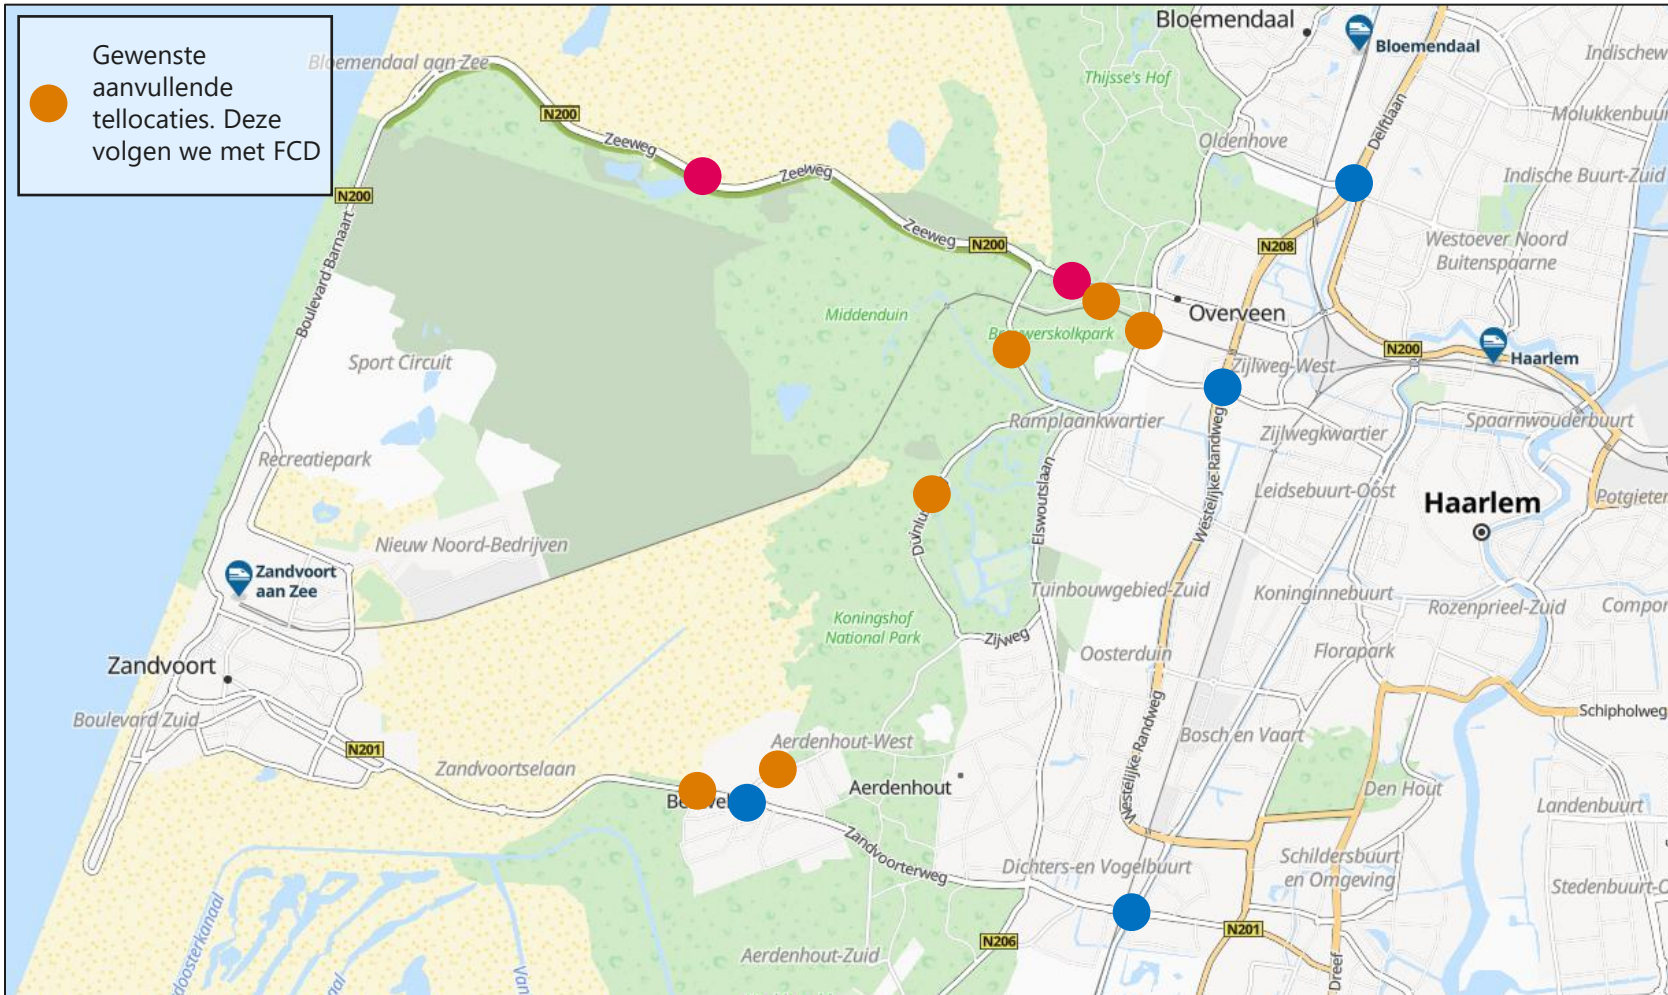 Gewenste
aanvullende
tellocaties. Deze
volgen we met FCD
Bloemendaal
Bloemendaal
Indischew
Bloemendaal aan Zee
Thijsse's Hof
N200
Zeeweg
Delftlaan
Molukkenbuur
Oldenhove
Zeeweg
Indische Buurt-Zuid
N200
Boulevard Barnaart
Zeeweg
N200
N208
Westoever Noord
Buitenspaarne
Middenduin
Overveen
Sport Circuit
N200
Haarlem
Zijlweg-West
Ramplaankwartier
Spaarnwouderbuurt
Zijlwegkwartier
Recreatiepark
Westelijke Randweg
Leidsebuurt-Oost
Haarlem
Potgieter
Elswoutslaan
Nieuw Noord-Bedrijven
Zandvoort
aan Zee
Tuinbouwgebied-Zuid
Koninginnebuurt
Rozenprieel-Zuid
Compor
Koningshof
National Park
Zijweg
Oosterduin
Florapark
Zandvoort
Boulevard Zuid
Schipholweg
N201
Aerdenhout-West
Westelijke Randweg
Bosch en Vaart
Zandvoortselaan
Aerdenhout
Den Hout
Landenbuurt
Zandvoorterweg
Dichters-en Vogelbuurt
Schildersbuurt
en Omgeving
Stedenbuurt-O
N206
N201
Aerdenhout-Zuid
doosterkanaal
Van
Dreef